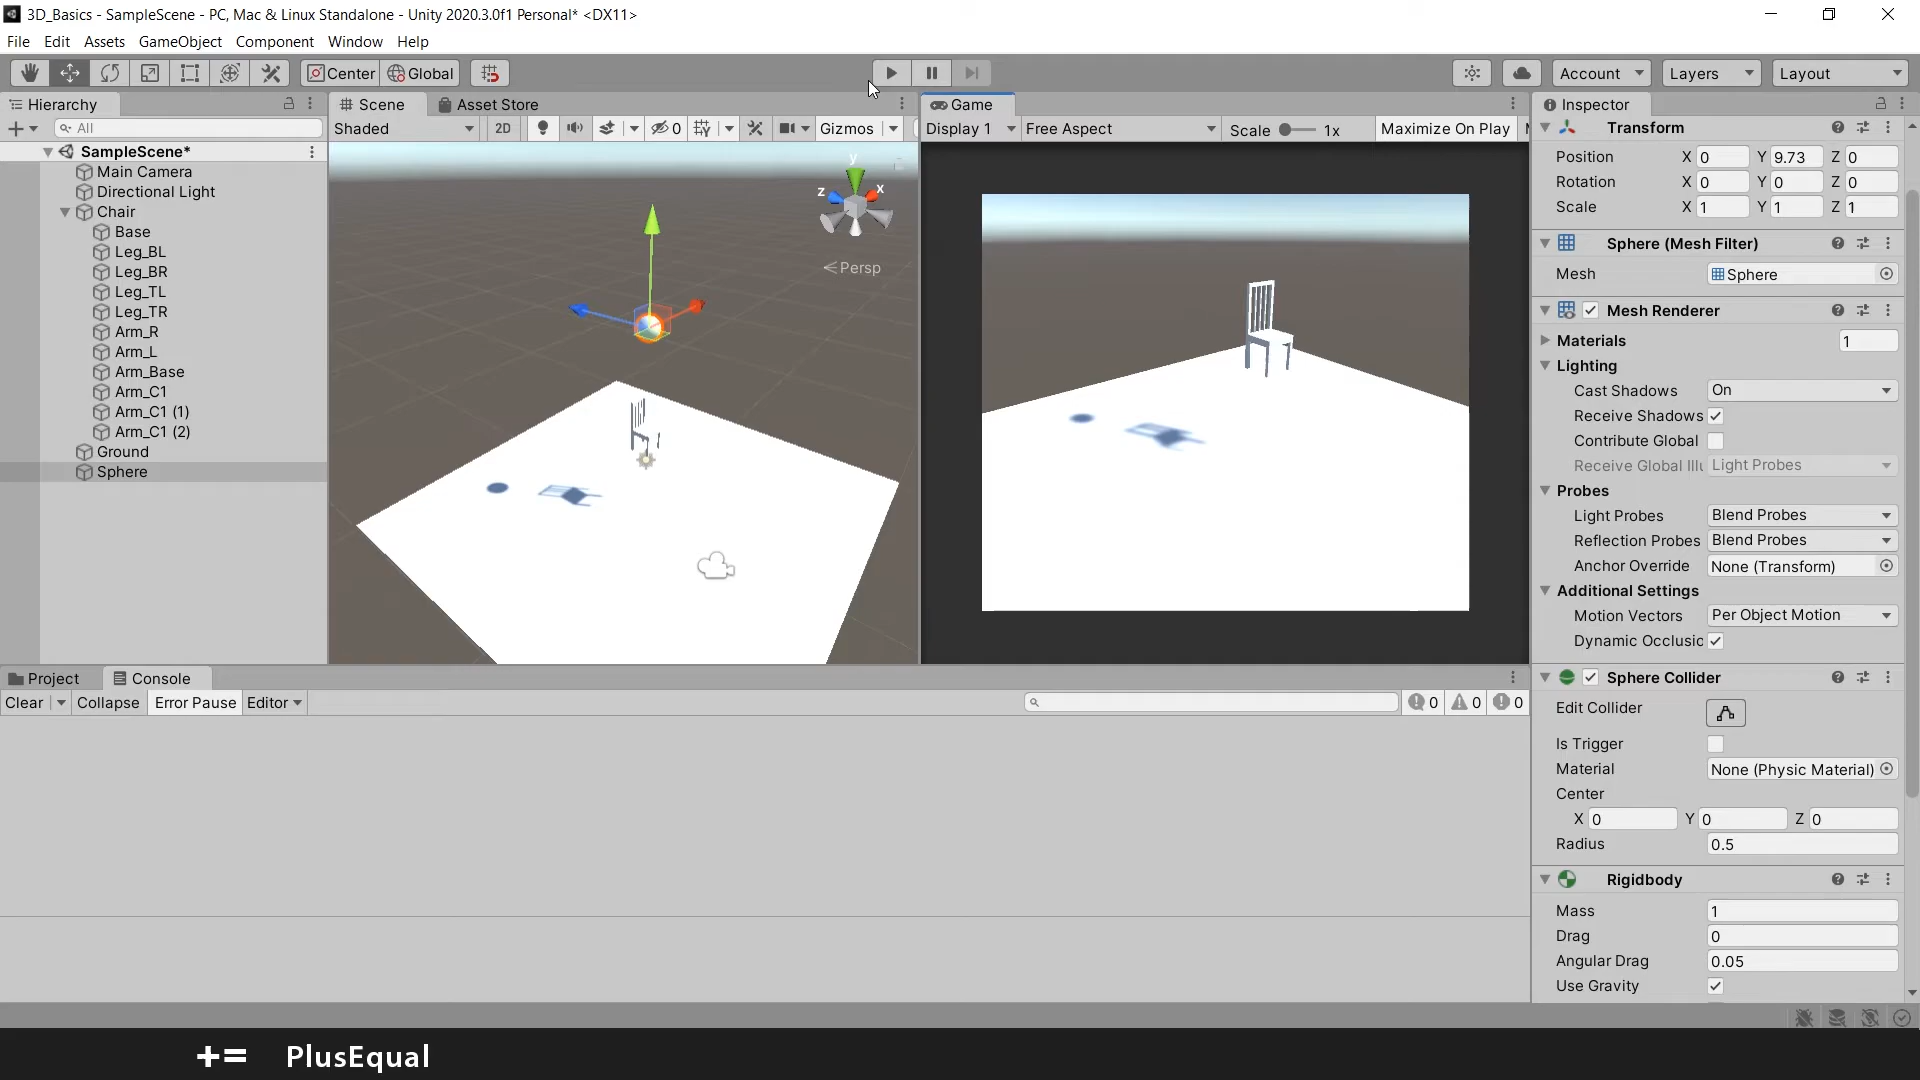 3D_Basics - SampleScene - PC, Mac & Linux Standalone - Unity 2020.3.0f1 Personal* <DX11>
File Edit Assets GameObject Component Window Help
Center Global Account Layers Layout
Hierarchy
All
SampleScene*
Main Camera
Directional Light
Chair
Base
Leg_BL
Leg_BR
Leg_TL
Leg_TR
Arm_R
Arm_L
Arm_Base
Arm_C1
Arm_C1 (1)
Arm_C1 (2)
Ground
Sphere
Scene Asset Store
Shaded 2D 0 Gizmos
y
z x
Persp
Game
Display 1 Free Aspect Scale 1x Maximize On Play
Inspector
Transform
Position X 0 Y 9.73 Z 0
Rotation X 0 Y 0 Z 0
Scale X 1 Y 1 Z 1
Sphere (Mesh Filter)
Mesh Sphere
Mesh Renderer
Materials 1
Lighting
Cast Shadows On
Receive Shadows
Contribute Global
Receive Global Illu Light Probes
Probes
Light Probes Blend Probes
Reflection Probes Blend Probes
Anchor Override None (Transform)
Additional Settings
Motion Vectors Per Object Motion
Dynamic Occlusic
Sphere Collider
Edit Collider
Is Trigger
Material None (Physic Material)
Center
X 0 Y 0 Z 0
Radius 0.5
Rigidbody
Mass 1
Drag 0
Angular Drag 0.05
Use Gravity
Project Console
Clear Collapse Error Pause Editor 0 0 0
+= PlusEqual